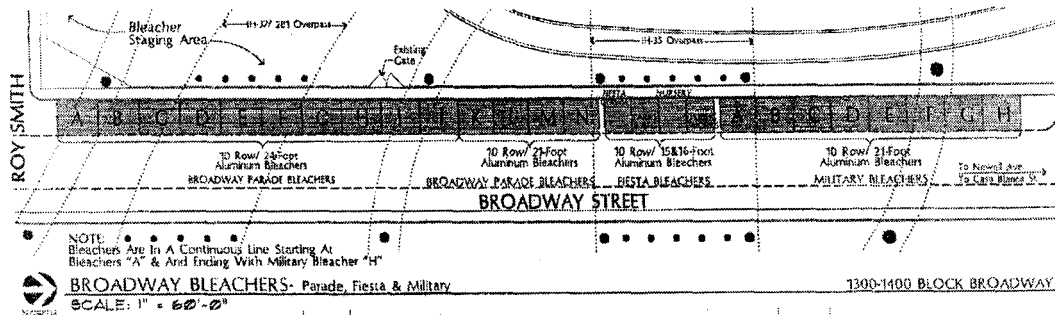 Bleacher
Staging Area
IH-37/ 281 Overpass
Existing
Gate
IH-35 Overpass
NURSERY
A B C D E F G H I J K L M N
A B C D E F G H
10 Row/ 24-Foot
Aluminum Bleachers
BROADWAY PARADE BLEACHERS
10 Row/ 21-Foot
Aluminum Bleachers
BROADWAY PARADE BLEACHERS
10 Row/ 15&16-Foot
Aluminum Bleachers
FIESTA BLEACHERS
10 Row/ 21-Foot
Aluminum Bleachers
MILITARY BLEACHERS
To Newell Ave.
To Casa Blanca St.
ROY SMITH
BROADWAY STREET
NOTE:
Bleachers Are In A Continuous Line Starting At
Bleachers "A" & And Ending With Military Bleacher "H"
BROADWAY BLEACHERS- Parade, Fiesta & Military
1300-1400 BLOCK BROADWAY
SCALE: 1" = 60'-0"
NORTH